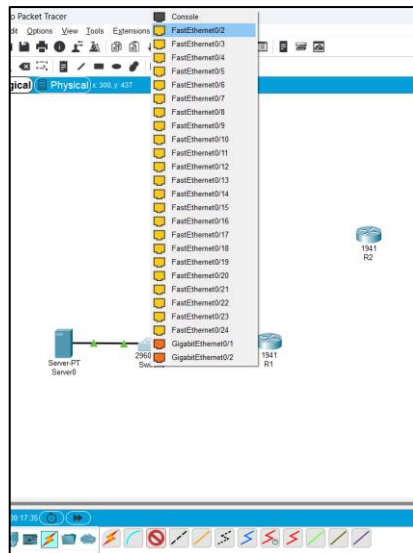 o Packet Tracer
Console
dit Options View Tools Extensions
FastEthernet0/2
FastEthernet0/3
FastEthernet0/4
FastEthernet0/5
FastEthernet0/6
gical Physical x: 300, y: 437
FastEthernet0/7
FastEthernet0/8
FastEthernet0/9
FastEthernet0/10
FastEthernet0/11
FastEthernet0/12
FastEthernet0/13
FastEthernet0/14
FastEthernet0/15
FastEthernet0/16
FastEthernet0/17
FastEthernet0/18
FastEthernet0/19
FastEthernet0/20
FastEthernet0/21
FastEthernet0/22
FastEthernet0/23
FastEthernet0/24
GigabitEthernet0/1
GigabitEthernet0/2
1941
R2
Server-PT
Server0
2960
1941
R1
00:17:35